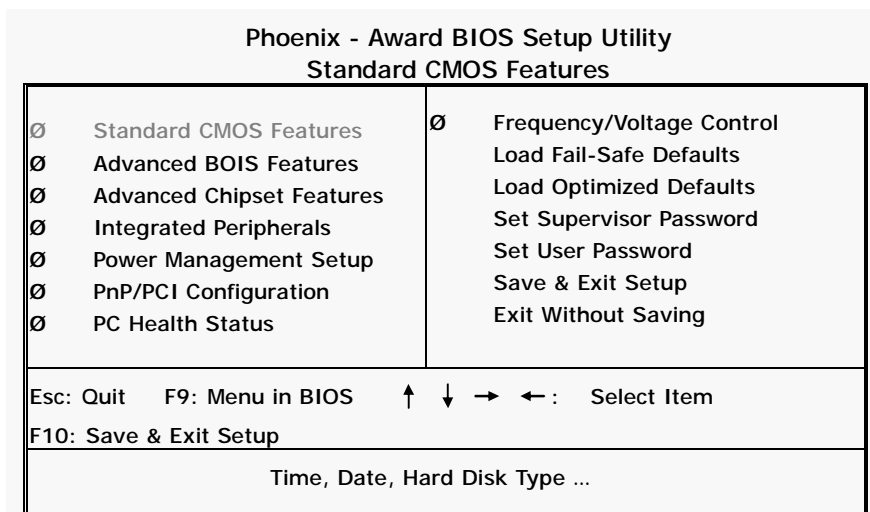 Phoenix - Award BIOS Setup Utility
Standard CMOS Features
Ø Standard CMOS Features
Ø Advanced BOIS Features
Ø Advanced Chipset Features
Ø Integrated Peripherals
Ø Power Management Setup
Ø PnP/PCI Configuration
Ø PC Health Status
Ø Frequency/Voltage Control
Load Fail-Safe Defaults
Load Optimized Defaults
Set Supervisor Password
Set User Password
Save & Exit Setup
Exit Without Saving
Esc: Quit F9: Menu in BIOS ↑ ↓ → ← : Select Item
F10: Save & Exit Setup
Time, Date, Hard Disk Type ...